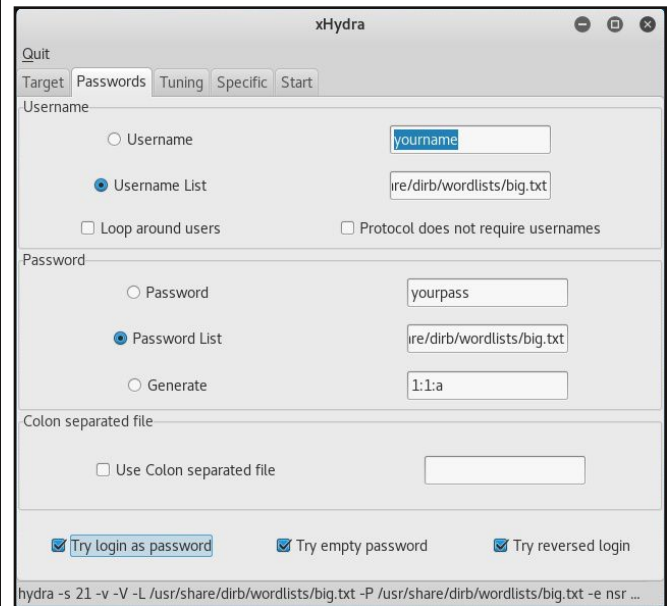 xHydra
Quit
Target Passwords Tuning Specific Start
Username
Username yourname
Username List ire/dirb/wordlists/big.txt
Loop around users Protocol does not require usernames
Password
Password yourpass
Password List ire/dirb/wordlists/big.txt
Generate 1:1:a
Colon separated file
Use Colon separated file
Try login as password Try empty password Try reversed login
hydra -s 21 -v -V -L /usr/share/dirb/wordlists/big.txt -P /usr/share/dirb/wordlists/big.txt -e nsr ...